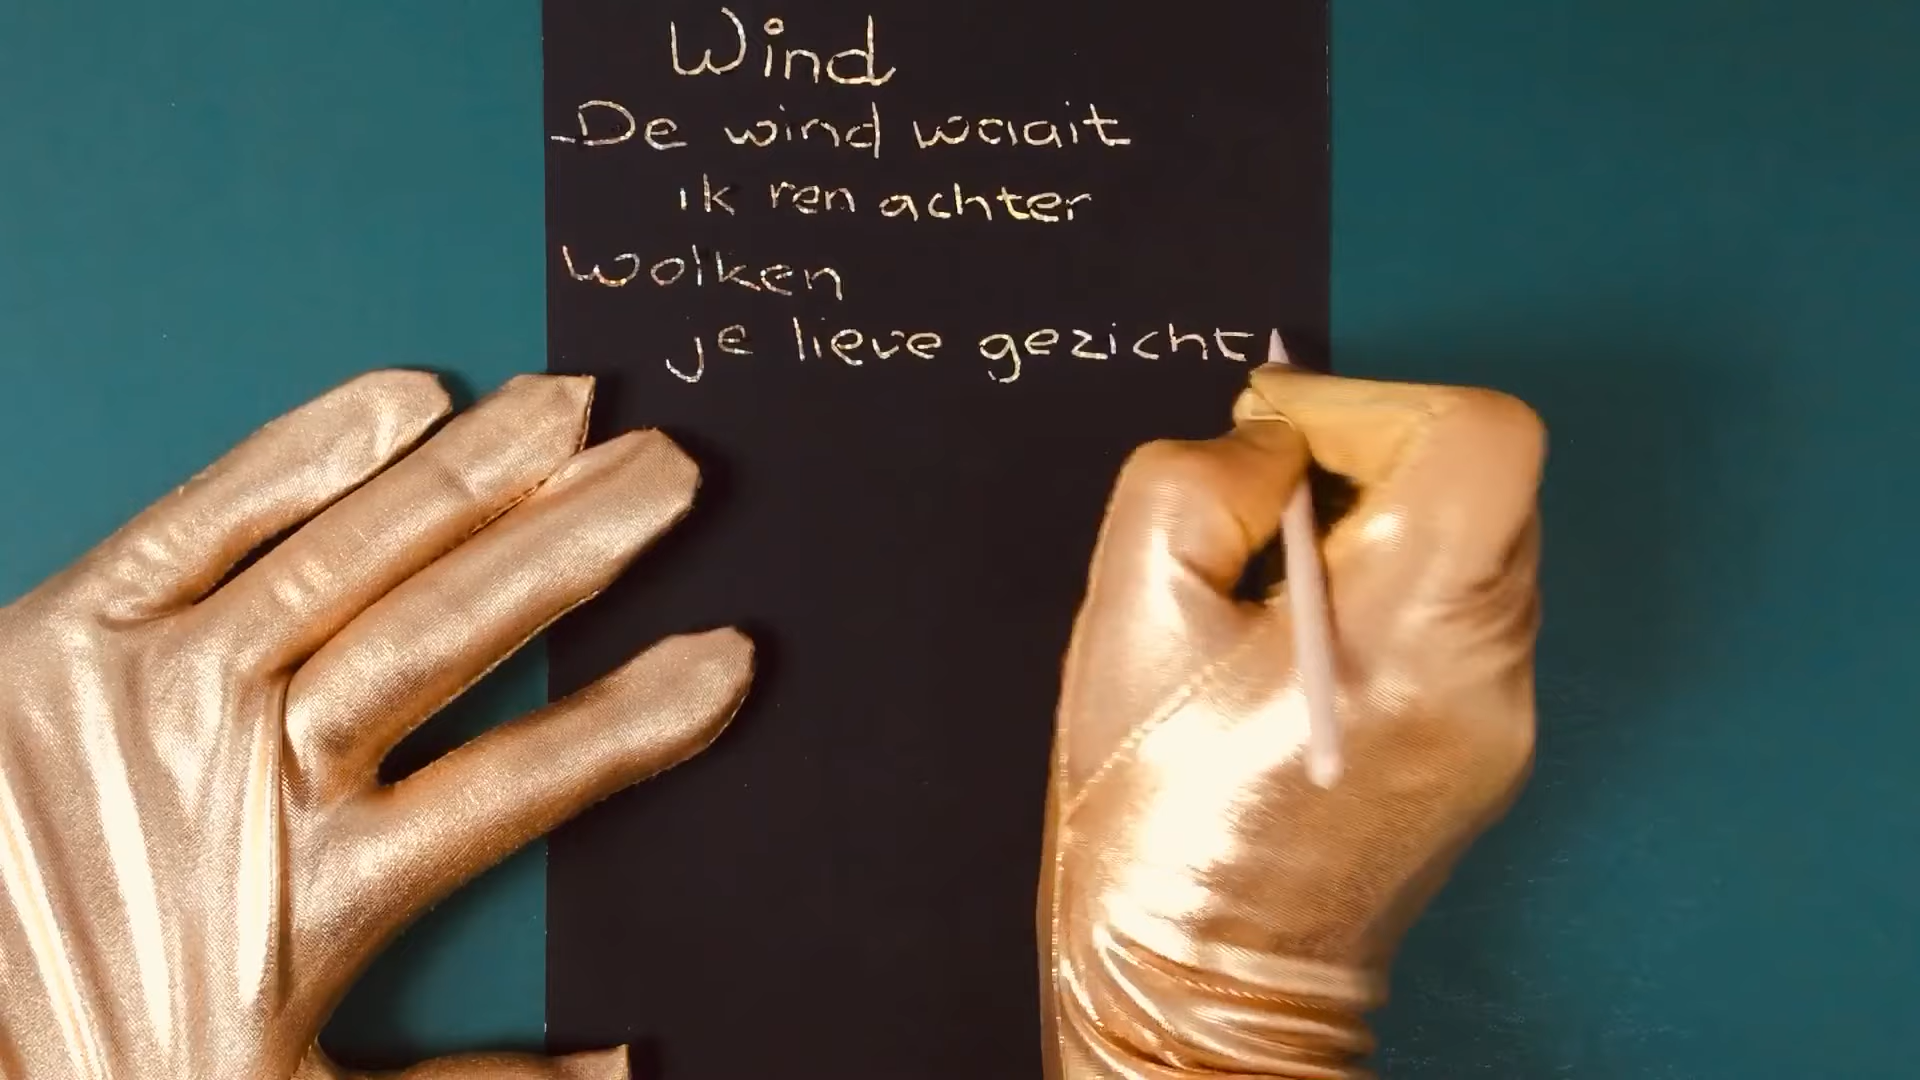 Wind
De wind waait
ik ren achter
Wolken
je lieve gezicht